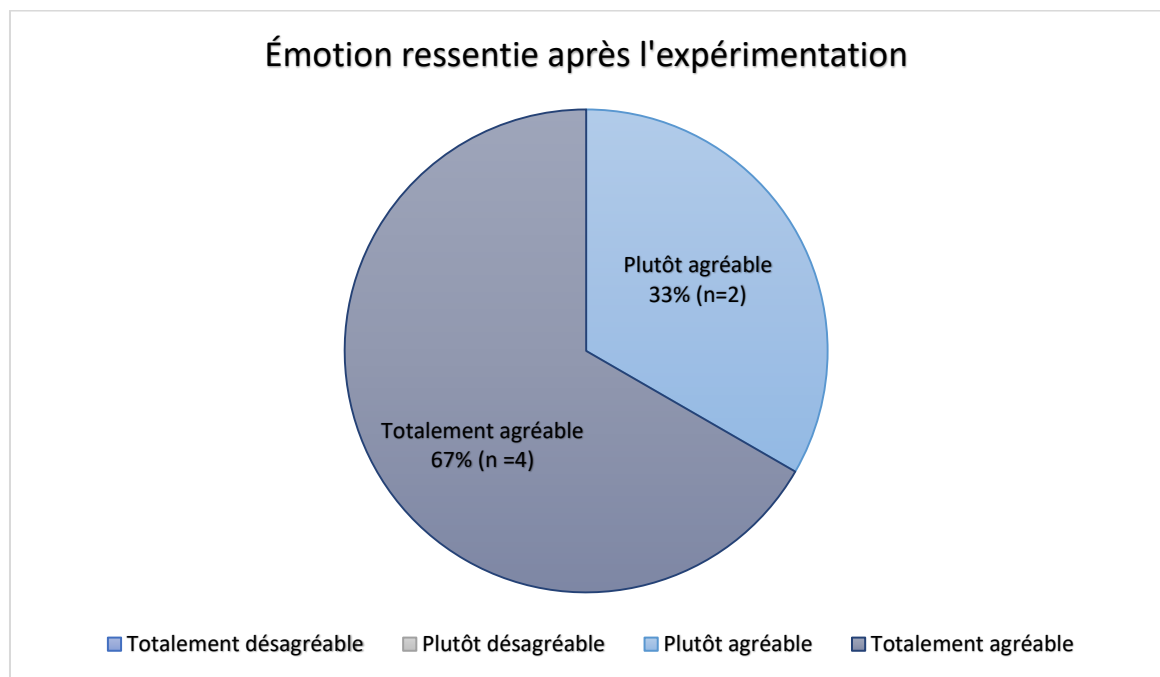 Émotion ressentie après l'expérimentation
Plutôt agréable
33% (n=2)
Totalement agréable
67% (n =4)
Totalement désagréable Plutôt désagréable Plutôt agréable Totalement agréable